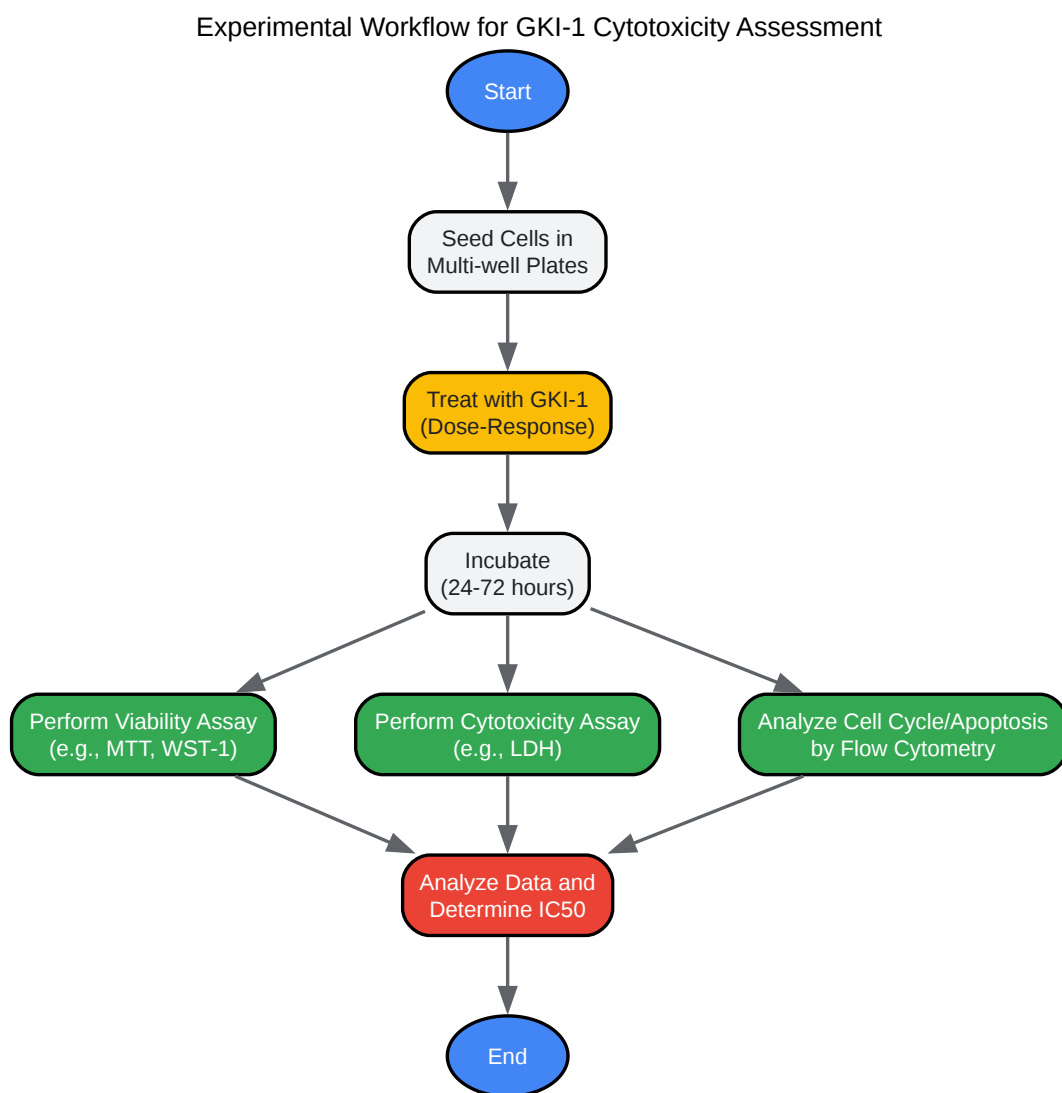 Experimental Workflow for GKI-1 Cytotoxicity Assessment
Start
Seed Cells in
Multi-well Plates
Treat with GKI-1
(Dose-Response)
Incubate
(24-72 hours)
Perform Viability Assay
(e.g., MTT, WST-1)
Perform Cytotoxicity Assay
(e.g., LDH)
Analyze Cell Cycle/Apoptosis
by Flow Cytometry
Analyze Data and
Determine IC50
End